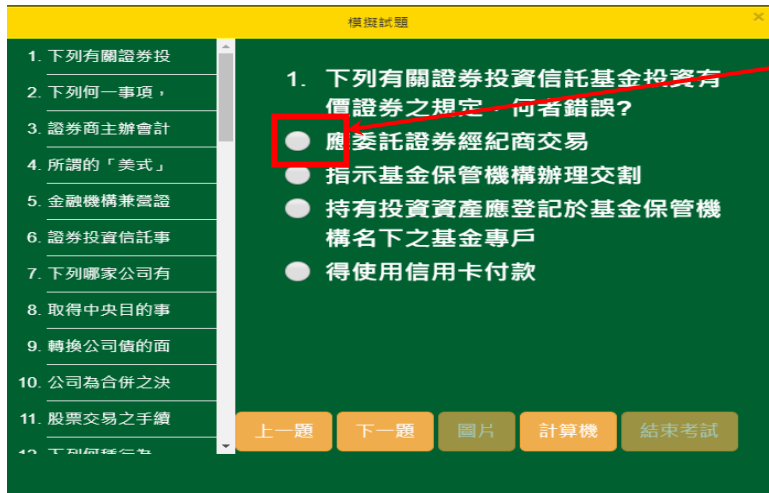 模擬試題
×
1. 下列有關證券投
2. 下列何一事項，
3. 證券商主辦會計
4. 所謂的「美式」
5. 金融機構兼營證
6. 證券投資信託事
7. 下列哪家公司有
8. 取得中央目的事
9. 轉換公司債的面
10. 公司為合併之決
11. 股票交易之手續
12. 下列何種行為
1. 下列有關證券投資信託基金投資有
價證券之規定，何者錯誤?
應委託證券經紀商交易
指示基金保管機構辦理交割
持有投資資產應登記於基金保管機
構名下之基金專戶
得使用信用卡付款
上一題
下一題
圖片
計算機
結束考試